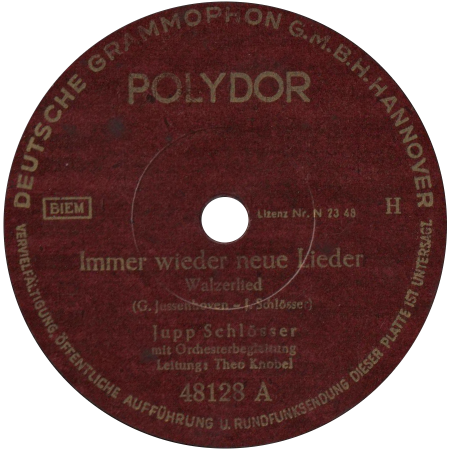 DEUTSCHE GRAMMOPHON G.M.B.H. HANNOVER
POLYDOR
BIEM
Lizenz Nr. N 23 48 H
Immer wieder neue Lieder
Walzerlied
(G. Jussenhoven – J. Schlösser)
Jupp Schlösser
mit Orchesterbegleitung
Leitung: Theo Knobel
48128 A
VERVIELFÄLTIGUNG, ÖFFENTLICHE AUFFÜHRUNG U. RUNDFUNKSENDUNG DIESER PLATTE IST UNTERSAGT.